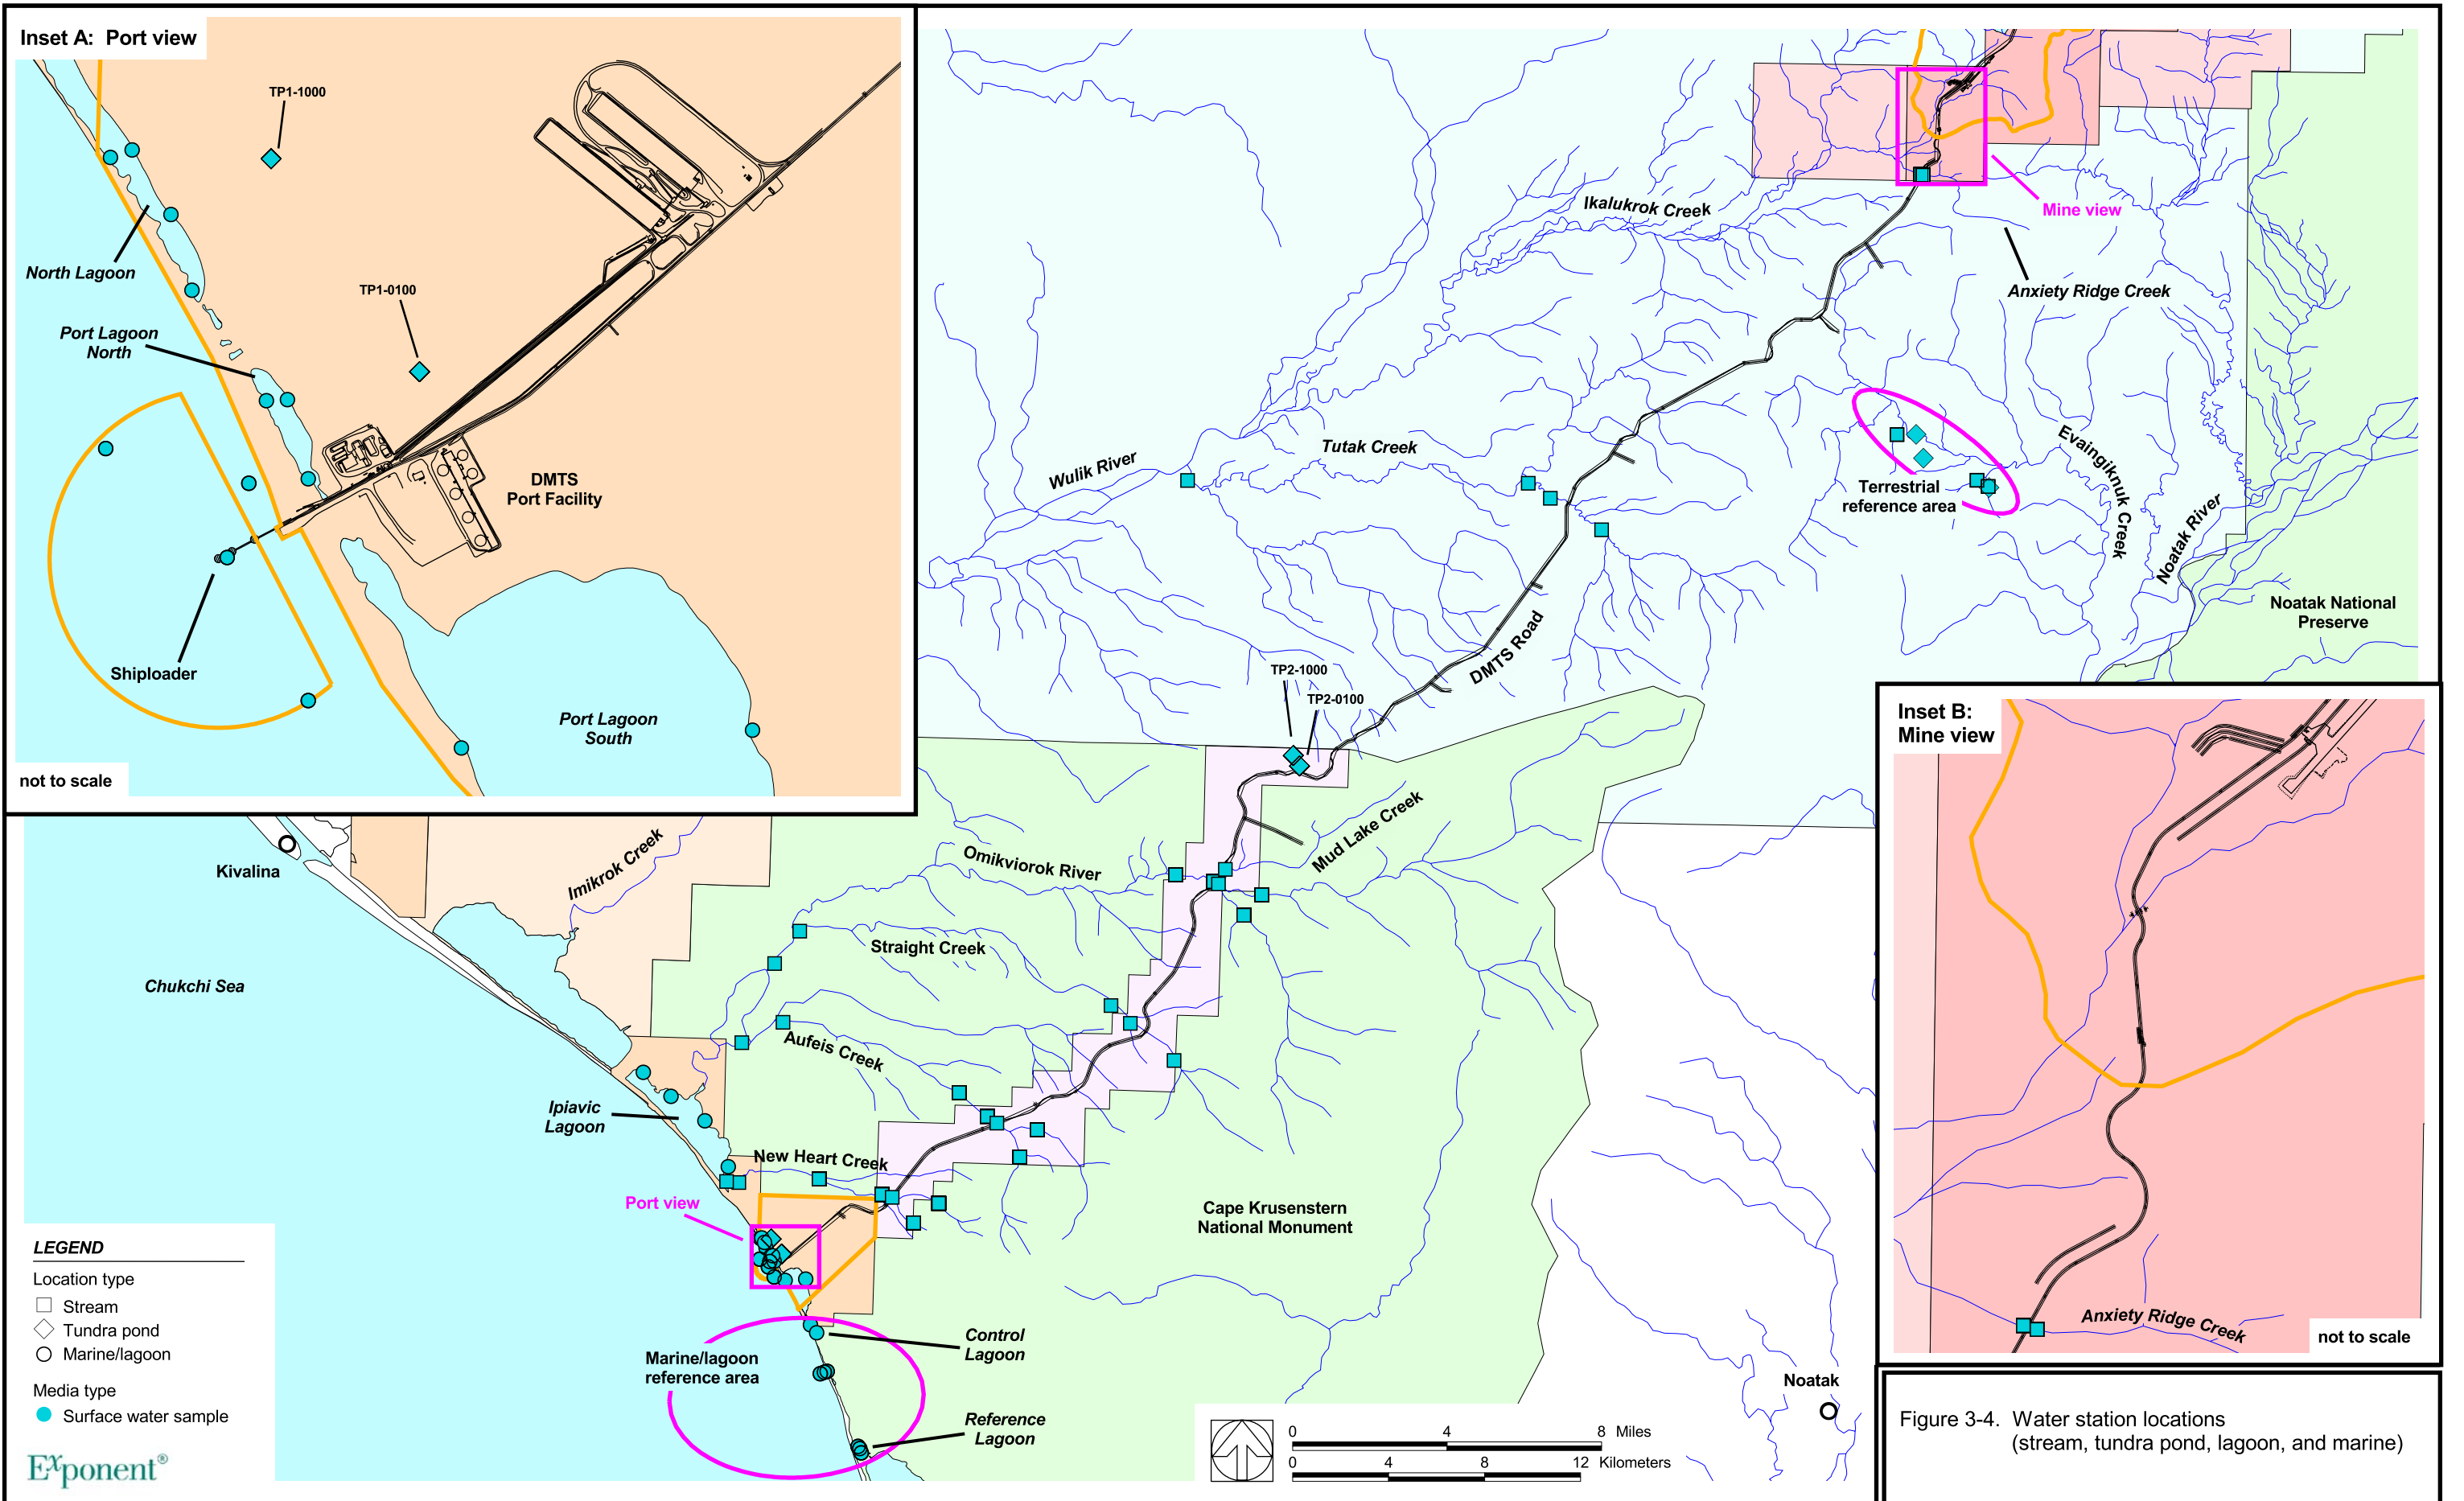 Inset A: Port view
TP1-1000
North Lagoon
TP1-0100
Port Lagoon
North
DMTS
Port Facility
Shiploader
Port Lagoon
South
not to scale
Ikalukrok Creek
Mine view
Anxiety Ridge Creek
Wulik River
Tutak Creek
Evaingiknuk Creek
Terrestrial
reference area
Noatak River
Noatak National
Preserve
DMTS Road
TP2-1000
TP2-0100
Inset B:
Mine view
Anxiety Ridge Creek
not to scale
Kivalina
Imikrok Creek
Omikviorok River
Mud Lake Creek
Straight Creek
Chukchi Sea
Aufeis Creek
Ipiavic
Lagoon
New Heart Creek
Port view
Cape Krusenstern
National Monument
Control
Lagoon
Marine/lagoon
reference area
Reference
Lagoon
Noatak
LEGEND
Location type
Stream
Tundra pond
Marine/lagoon
Media type
Surface water sample
Exponent®
0 4 8 Miles
0 4 8 12 Kilometers
Figure 3-4. Water station locations
(stream, tundra pond, lagoon, and marine)